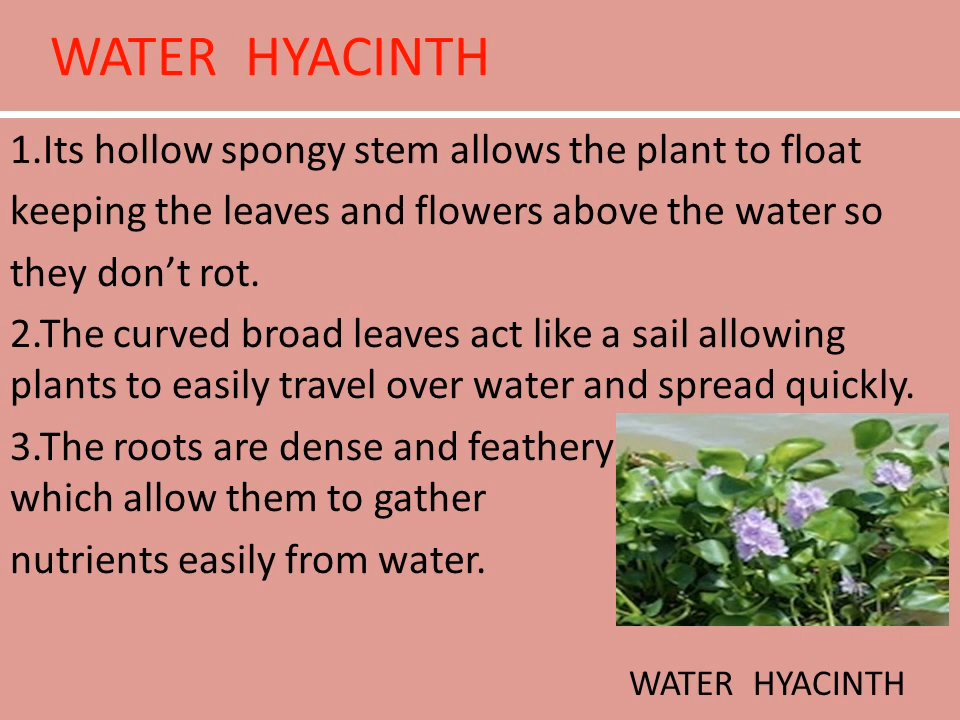 WATER HYACINTH
1.Its hollow spongy stem allows the plant to float
keeping the leaves and flowers above the water so
they don’t rot.
2.The curved broad leaves act like a sail allowing
plants to easily travel over water and spread quickly.
3.The roots are dense and feathery
which allow them to gather
nutrients easily from water.
WATER HYACINTH